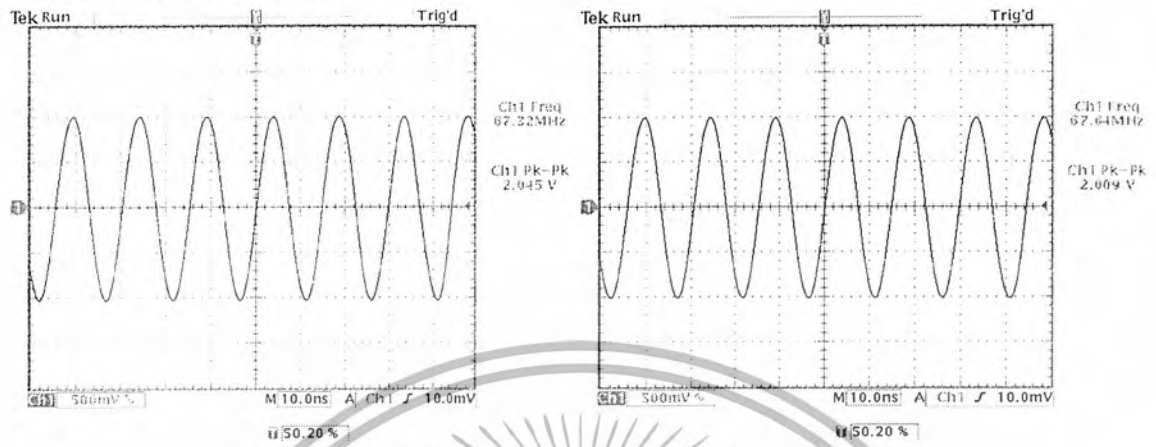 Tek Run Trig'd
Ch1 Freq
67.32MHz
Ch1 Pk-Pk
2.045 V
Ch1 500mV M 10.0ns A Ch1 10.0mV
50.20 %
Tek Run Trig'd
Ch1 Freq
67.64MHz
Ch1 Pk-Pk
2.009 V
Ch1 500mV M 10.0ns A Ch1 10.0mV
50.20 %